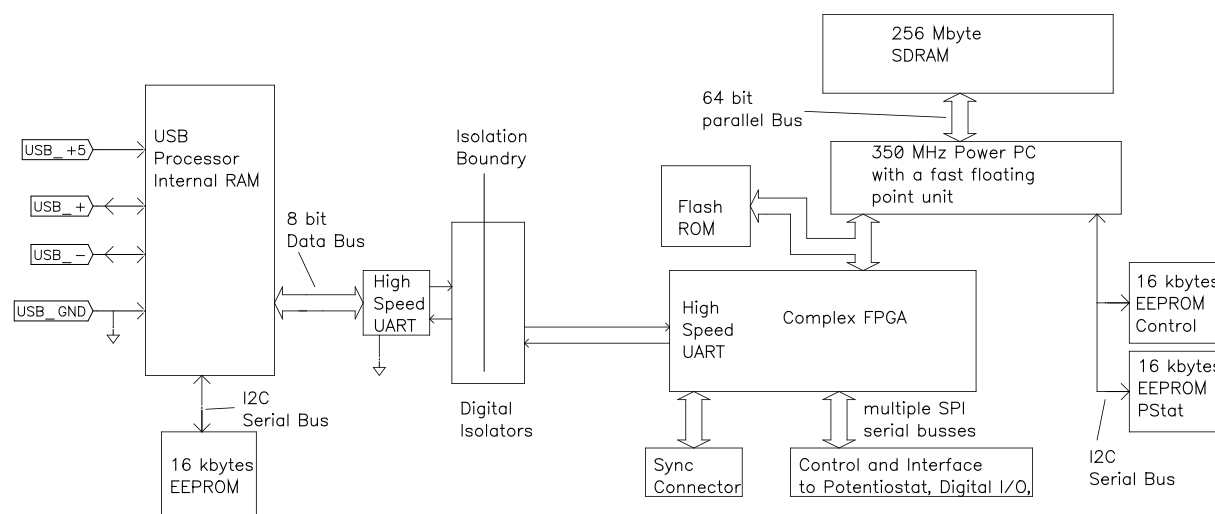 256 Mbyte
SDRAM
64 bit
parallel Bus
350 MHz Power PC
with a fast floating
point unit
Flash
ROM
USB
Processor
Internal RAM
USB_+5
USB_+
USB_-
USB_GND
Isolation
Boundry
8 bit
Data Bus
High
Speed
UART
High
Speed
UART
Complex FPGA
16 kbytes
EEPROM
Control
16 kbytes
EEPROM
PStat
I2C
Serial Bus
Digital
Isolators
multiple SPI
serial busses
I2C
Serial Bus
16 kbytes
EEPROM
Sync
Connector
Control and Interface
to Potentiostat, Digital I/O,